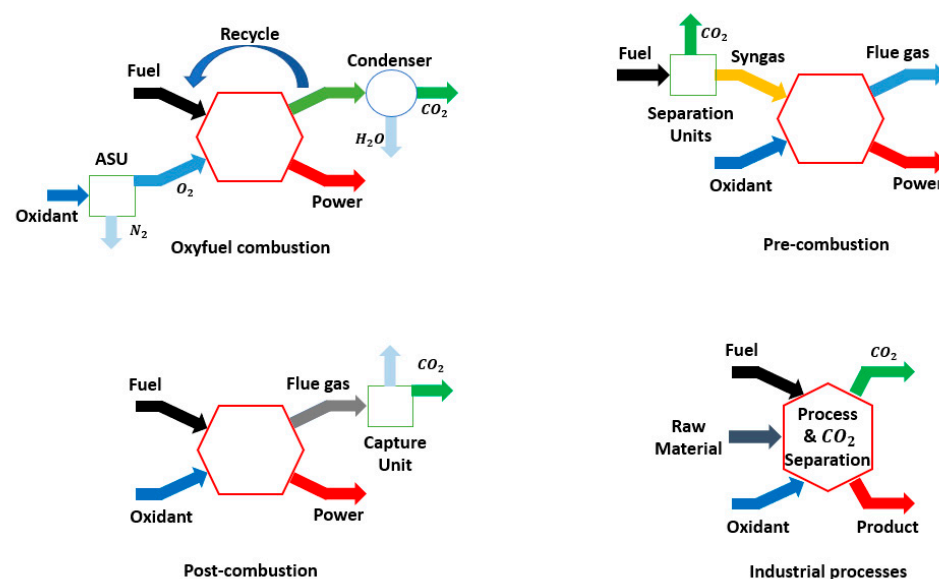 Recycle
Fuel
Condenser
CO₂
H₂O
ASU
O₂
Oxidant
N₂
Power
Oxyfuel combustion
CO₂
Fuel
Syngas
Flue gas
Separation
Units
Oxidant
Power
Pre-combustion
Fuel
Flue gas
CO₂
Capture
Unit
Oxidant
Power
Post-combustion
Fuel
CO₂
Raw
Material
Process
& CO₂
Separation
Oxidant
Product
Industrial processes